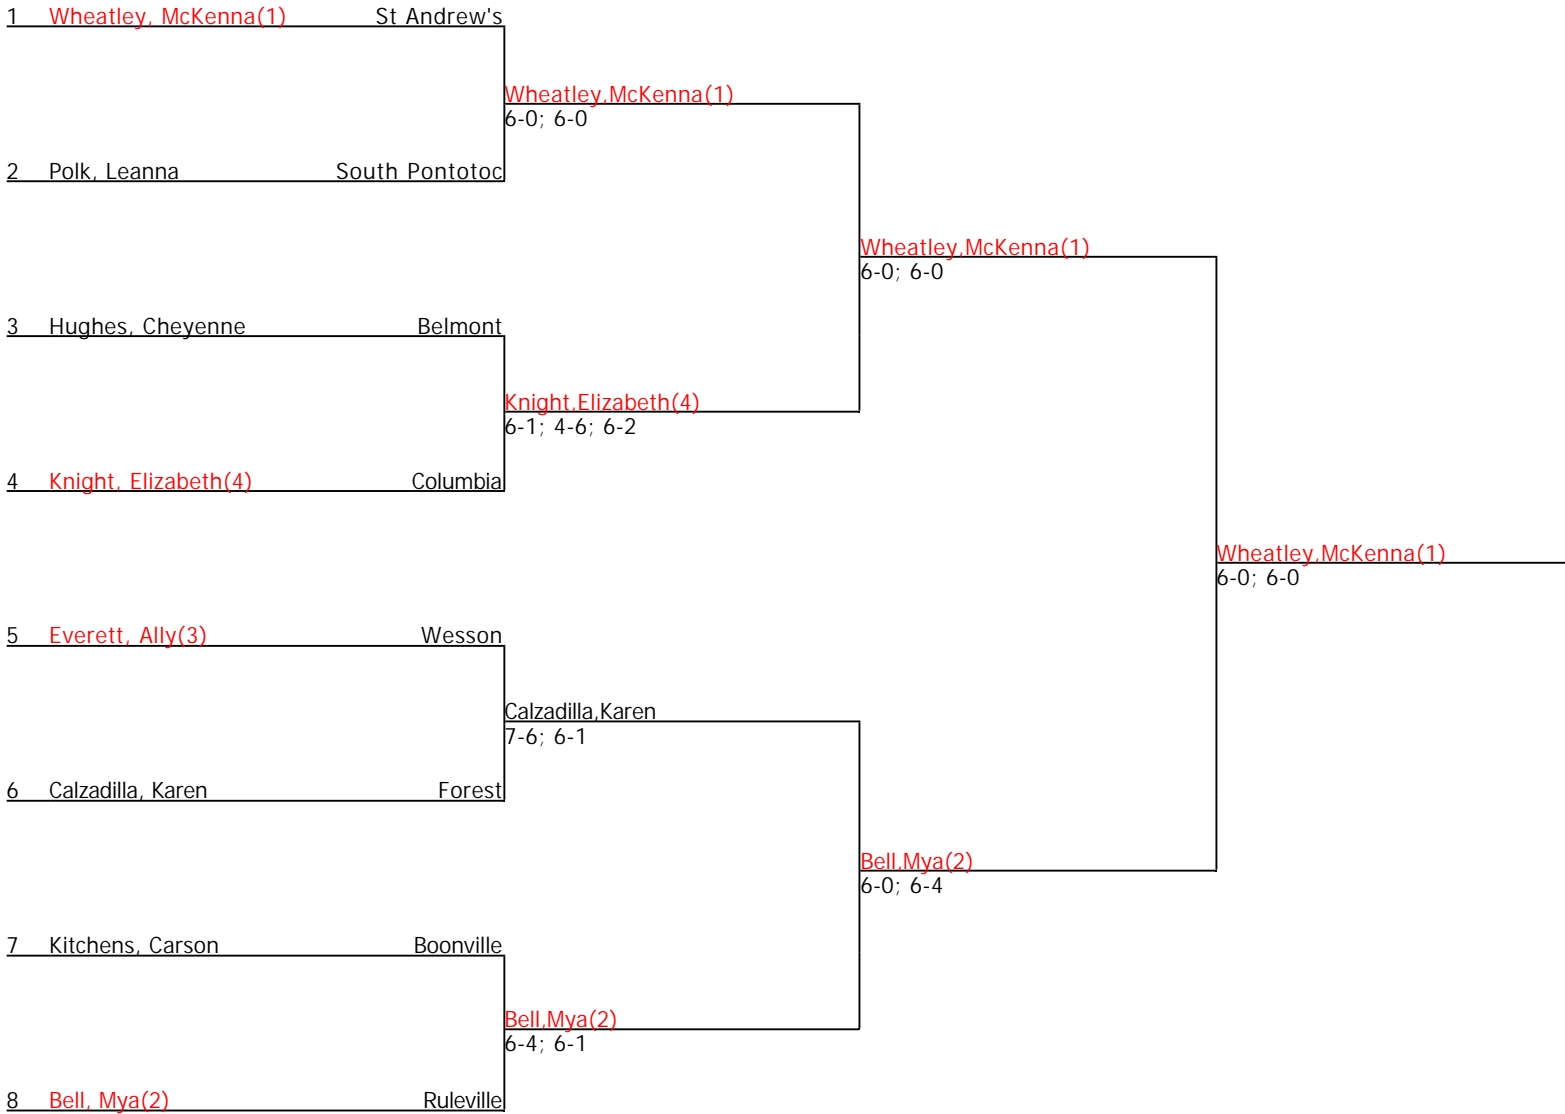 1 Wheatley, McKenna(1) St Andrew's
Wheatley,McKenna(1)
6-0; 6-0
2 Polk, Leanna South Pontotoc
Wheatley,McKenna(1)
6-0; 6-0
3 Hughes, Cheyenne Belmont
Knight,Elizabeth(4)
6-1; 4-6; 6-2
4 Knight, Elizabeth(4) Columbia
Wheatley,McKenna(1)
6-0; 6-0
5 Everett, Ally(3) Wesson
Calzadilla,Karen
7-6; 6-1
6 Calzadilla, Karen Forest
Bell,Mya(2)
6-0; 6-4
7 Kitchens, Carson Boonville
Bell,Mya(2)
6-4; 6-1
8 Bell, Mya(2) Ruleville